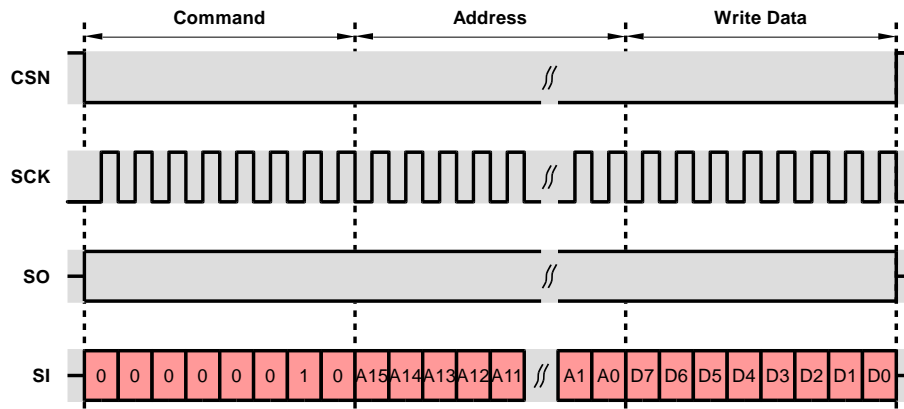 Command Address Write Data
CSN
SCK
SO
SI 0 0 0 0 0 0 1 0 A15 A14 A13 A12 A11 A1 A0 D7 D6 D5 D4 D3 D2 D1 D0